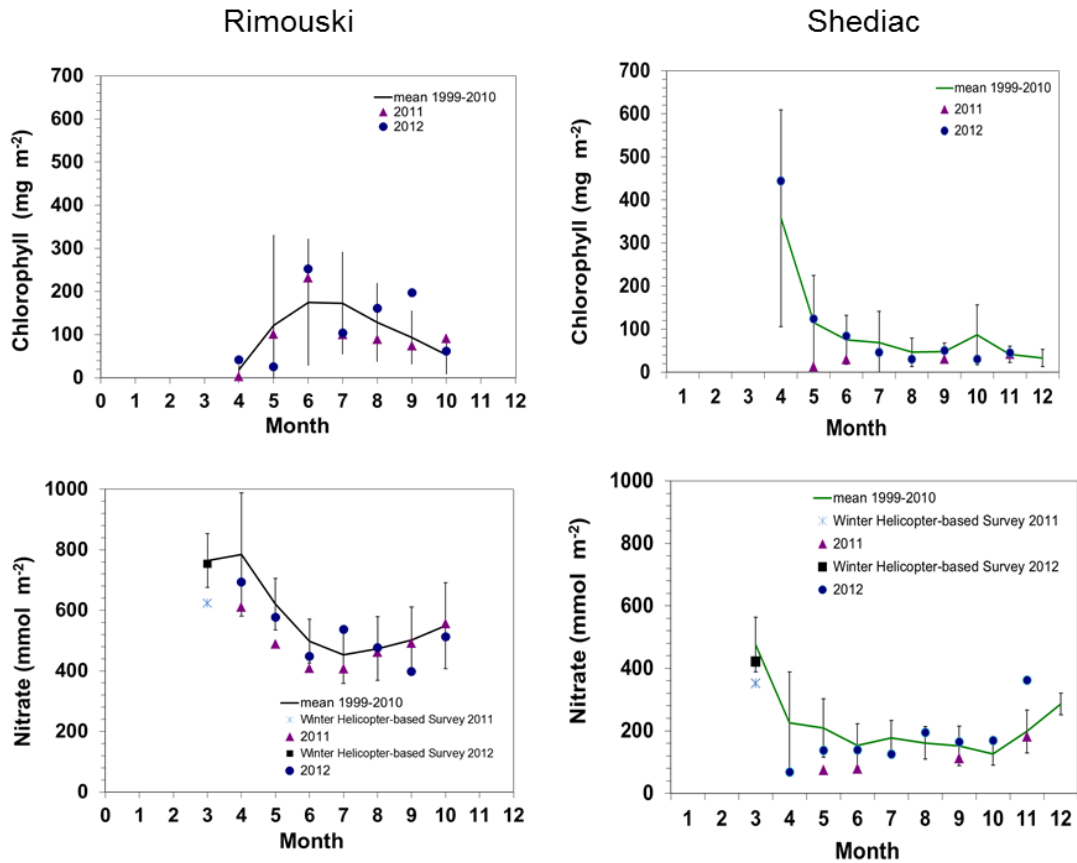 Rimouski
Shediac
700
600
500
400
300
200
100
0
Chlorophyll (mg m-2)
mean 1999-2010
2011
2012
0 1 2 3 4 5 6 7 8 9 10 11 12
Month
700
600
500
400
300
200
100
0
Chlorophyll (mg m-2)
mean 1999-2010
2011
2012
1 2 3 4 5 6 7 8 9 10 11 12
Month
1000
800
600
400
200
0
Nitrate (mmol m-2)
mean 1999-2010
Winter Helicopter-based Survey 2011
2011
Winter Helicopter-based Survey 2012
2012
0 1 2 3 4 5 6 7 8 9 10 11 12
Month
1000
800
600
400
200
0
Nitrate (mmol m-2)
mean 1999-2010
Winter Helicopter-based Survey 2011
2011
Winter Helicopter-based Survey 2012
2012
1 2 3 4 5 6 7 8 9 10 11 12
Month